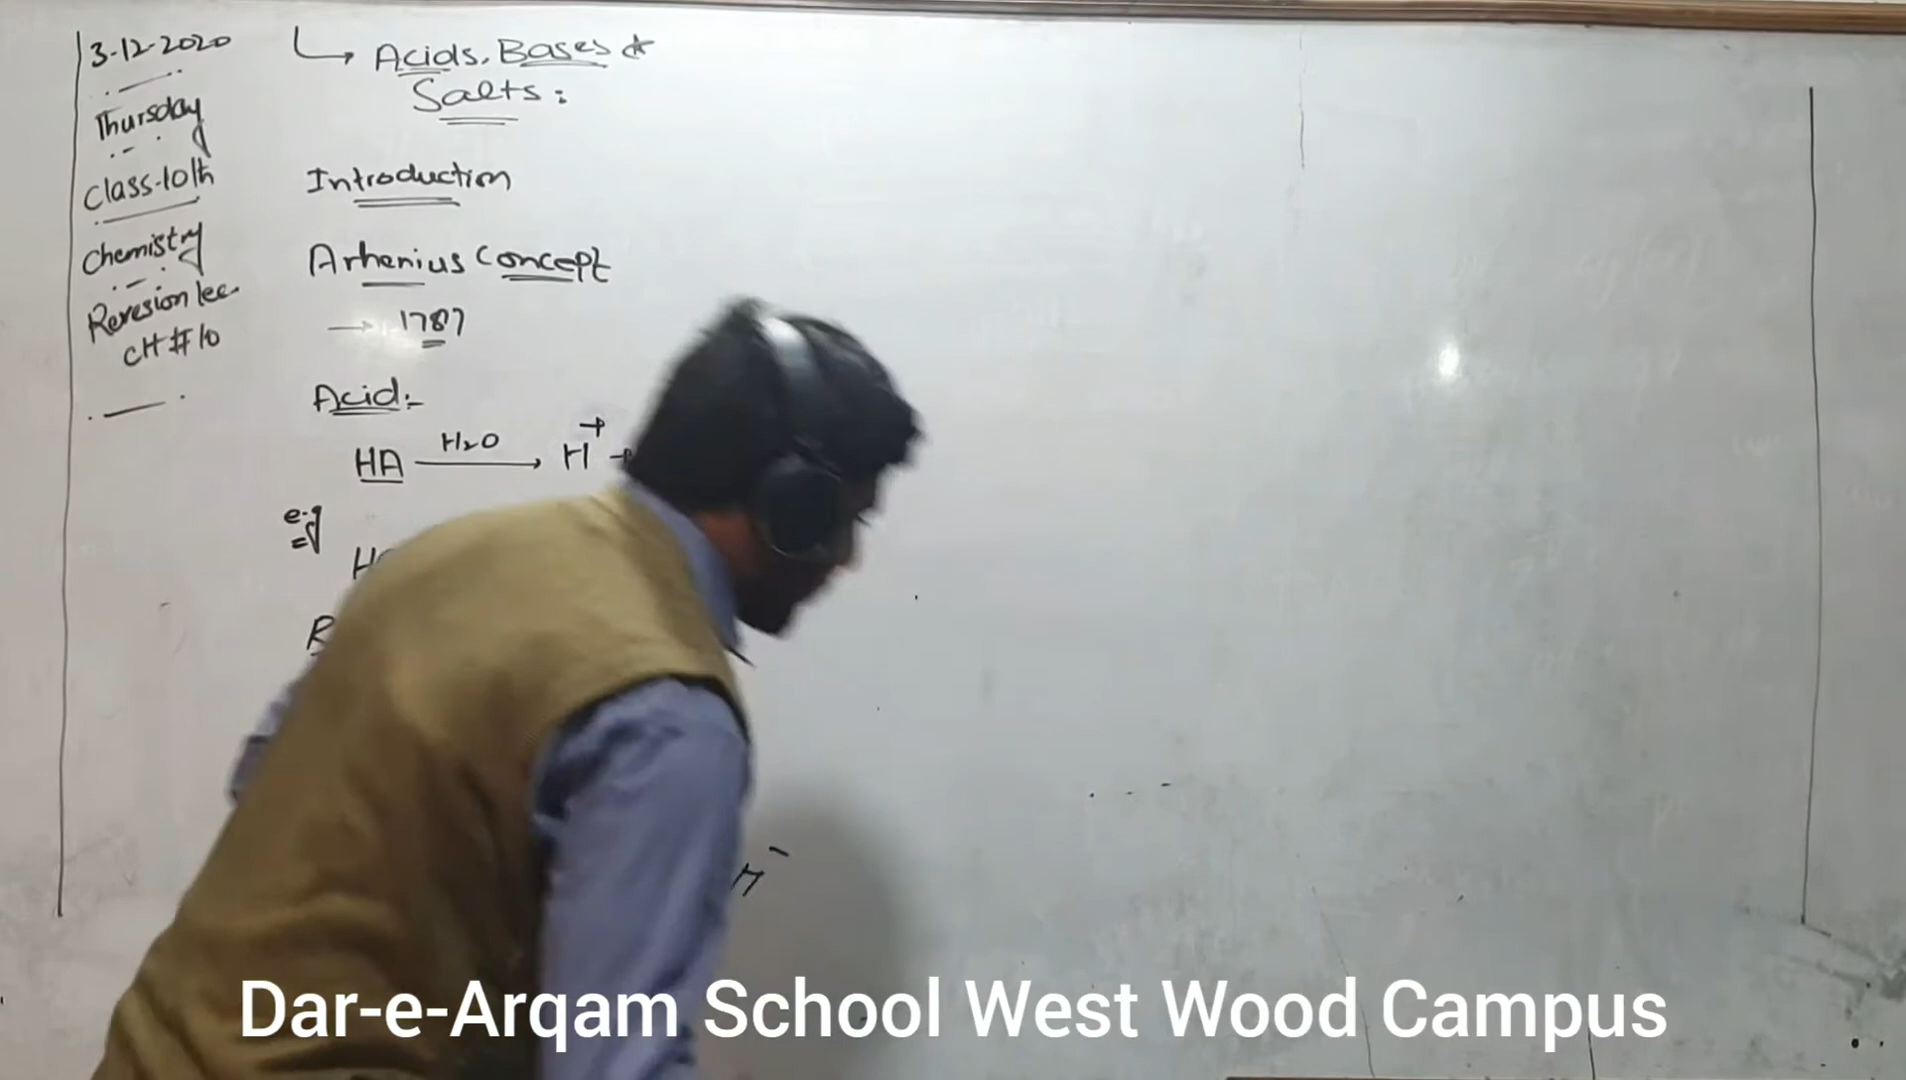 3-12-2020
Thursday
Class-10th
Chemistry
Revesion lec.
CH # 10
Acids, Bases &
Salts:
Introduction
Arhenius Concept
→ 1787
Acid:-
HA H₂O → H⁺ +
e.g
H
B
H⁻
Dar-e-Arqam School West Wood Campus